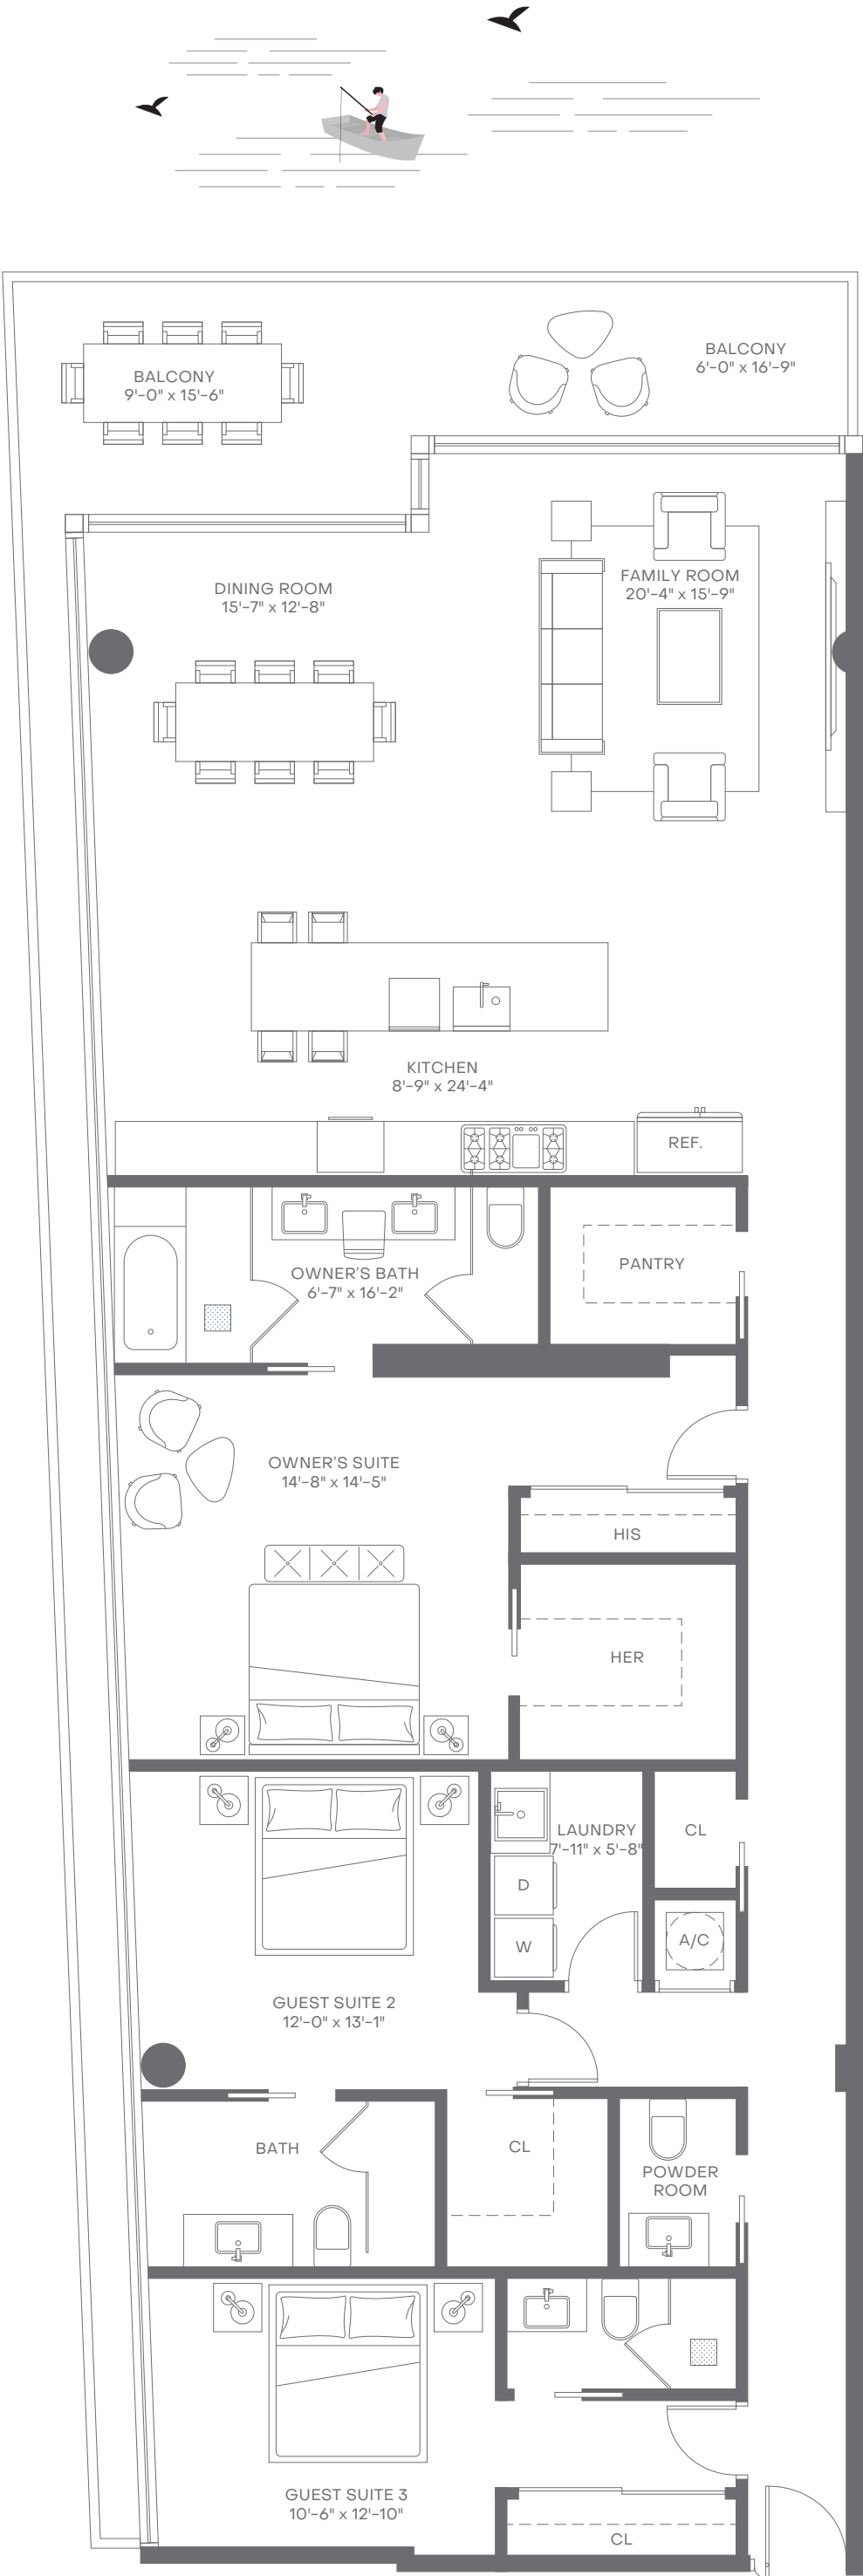 BALCONY
9'-0" x 15'-6"
BALCONY
6'-0" x 16'-9"
DINING ROOM
15'-7" x 12'-8"
FAMILY ROOM
20'-4" x 15'-9"
KITCHEN
8'-9" x 24'-4"
REF.
OWNER'S BATH
6'-7" x 16'-2"
PANTRY
OWNER'S SUITE
14'-8" x 14'-5"
HIS
HER
LAUNDRY
7'-11" x 5'-8"
CL
D
W
A/C
GUEST SUITE 2
12'-0" x 13'-1"
BATH
CL
POWDER
ROOM
GUEST SUITE 3
10'-6" x 12'-10"
CL